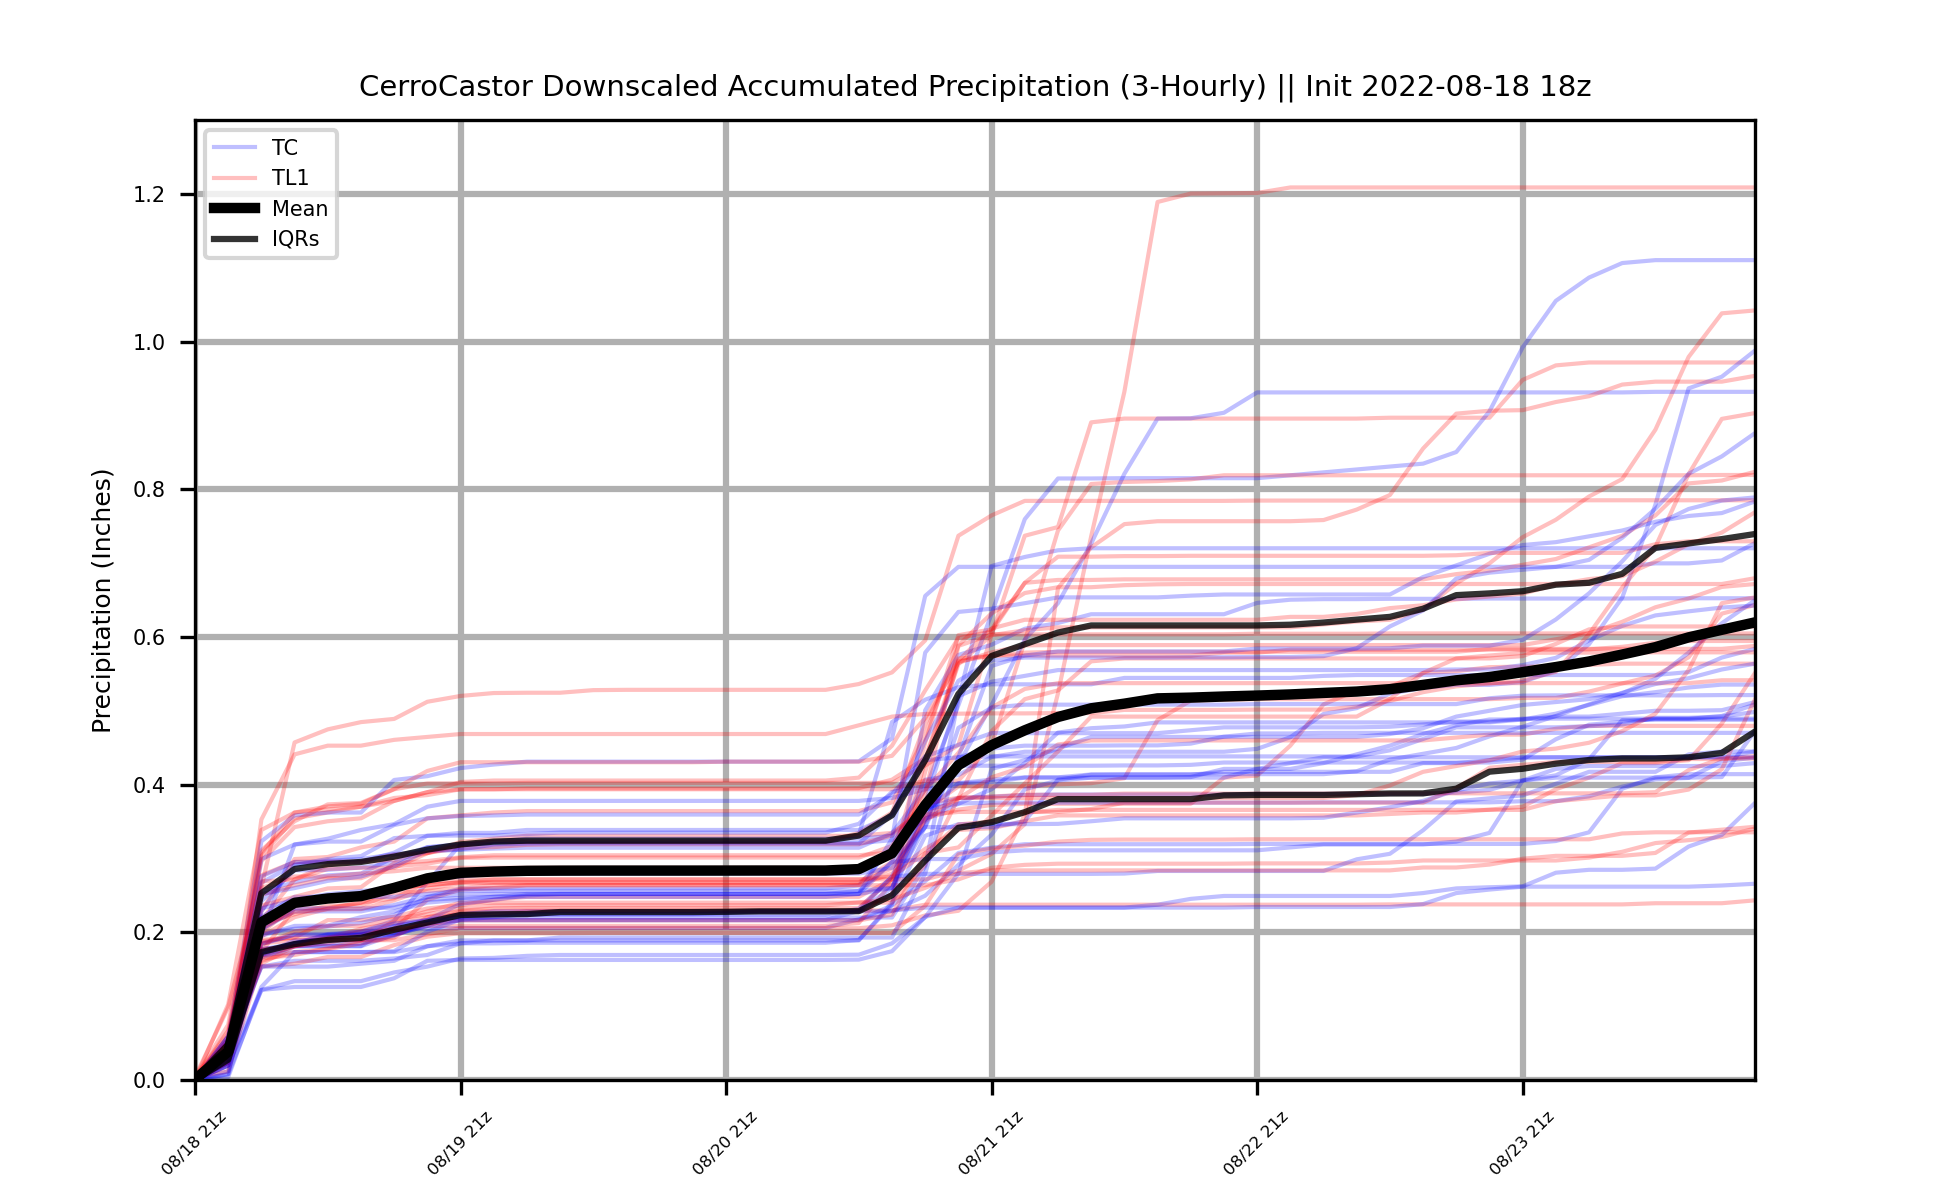 CerroCastor Downscaled Accumulated Precipitation (3-Hourly) || Init 2022-08-18 18z
TC
TL1
Mean
IQRs
Precipitation (Inches)
1.2
1.0
0.8
0.6
0.4
0.2
0.0
08/18 21z
08/19 21z
08/20 21z
08/21 21z
08/22 21z
08/23 21z